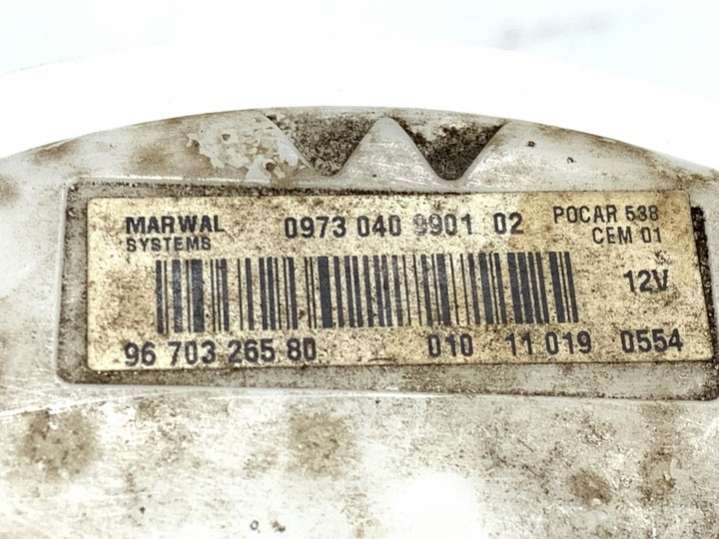 MARWAL 0973 040 9901 02 POCAR 538
SYSTEMS CEM 01
12V
96 703 265 80 010 11 019 0554